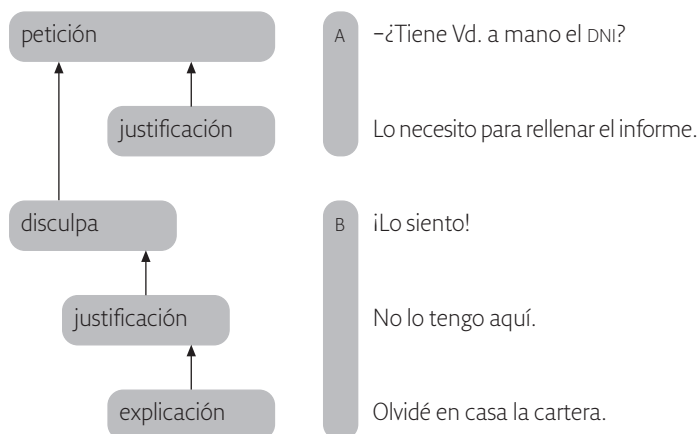 petición A –¿Tiene Vd. a mano el DNI?
justificación Lo necesito para rellenar el informe.
disculpa B ¡Lo siento!
justificación No lo tengo aquí.
explicación Olvidé en casa la cartera.